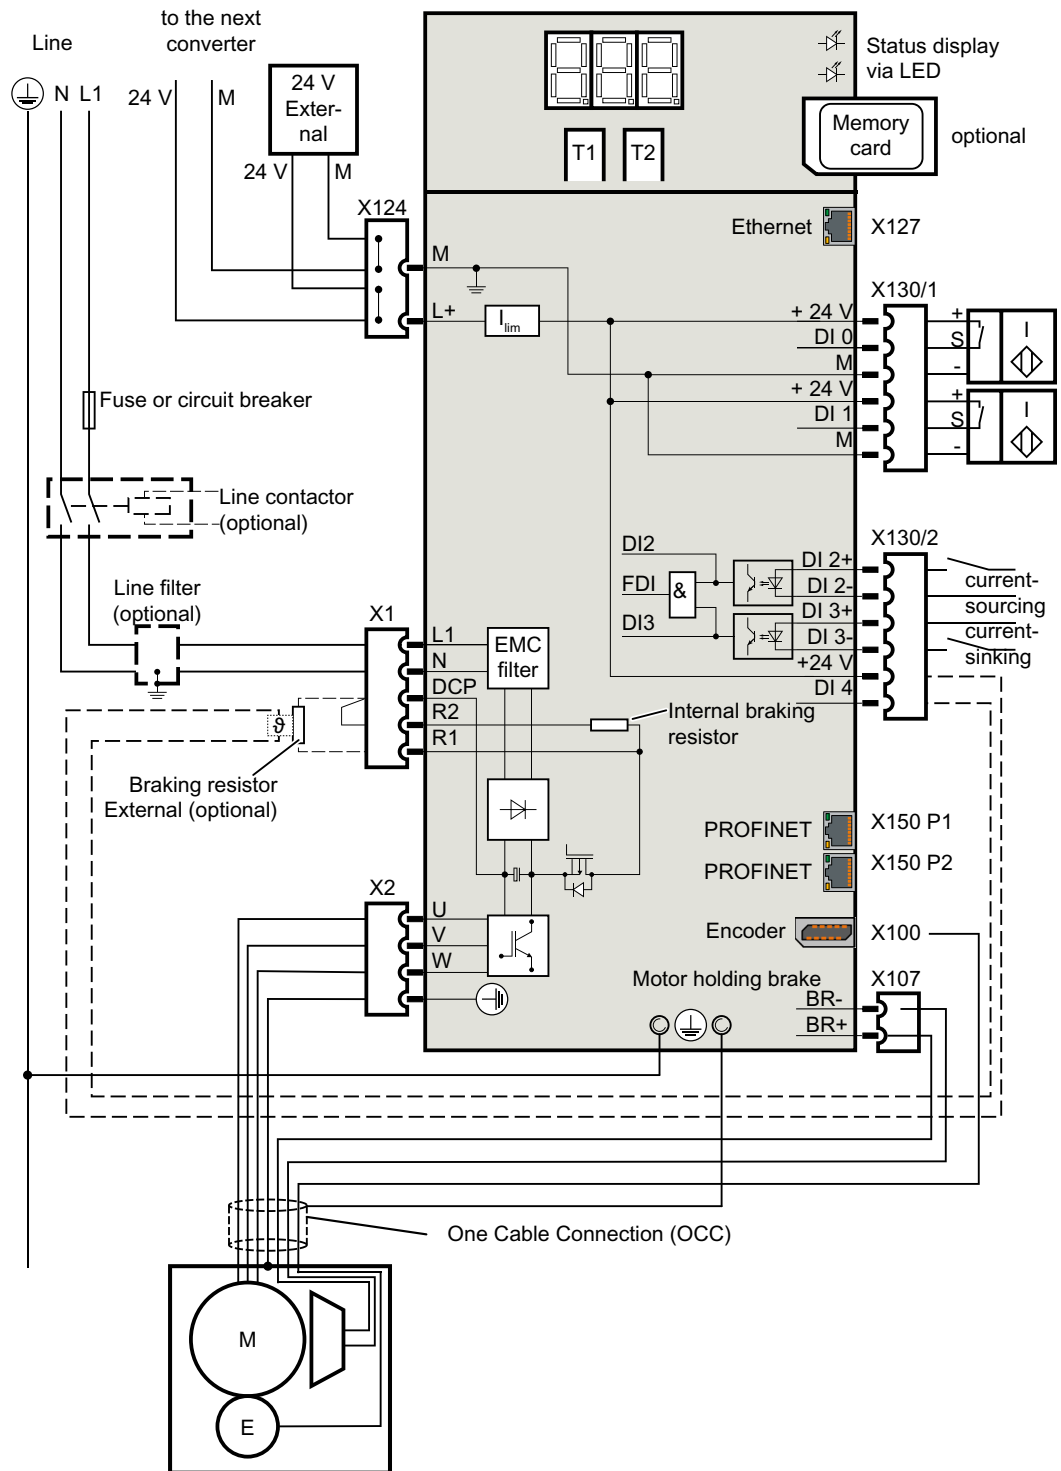 to the next
converter
Line
Status display
via LED
N L1
24 V
M
24 V
Exter-
nal
Memory
card
optional
T1
T2
24 V
M
X124
Ethernet
X127
M
X130/1
L+
I lim
+ 24 V
DI 0
M
+ 24 V
DI 1
M
+
S
-
I
+
S
-
I
Fuse or circuit breaker
Line contactor
(optional)
X130/2
DI2
FDI
&
DI3
DI 2+
DI 2-
DI 3+
DI 3-
+24 V
DI 4
current-
sourcing
current-
sinking
Line filter
(optional)
X1
L1
N
DCP
R2
R1
EMC
filter
Internal braking
resistor
ϑ
Braking resistor
External (optional)
PROFINET
X150 P1
PROFINET
X150 P2
X2
U
V
W
Encoder
X100
Motor holding brake
X107
BR-
BR+
One Cable Connection (OCC)
M
E